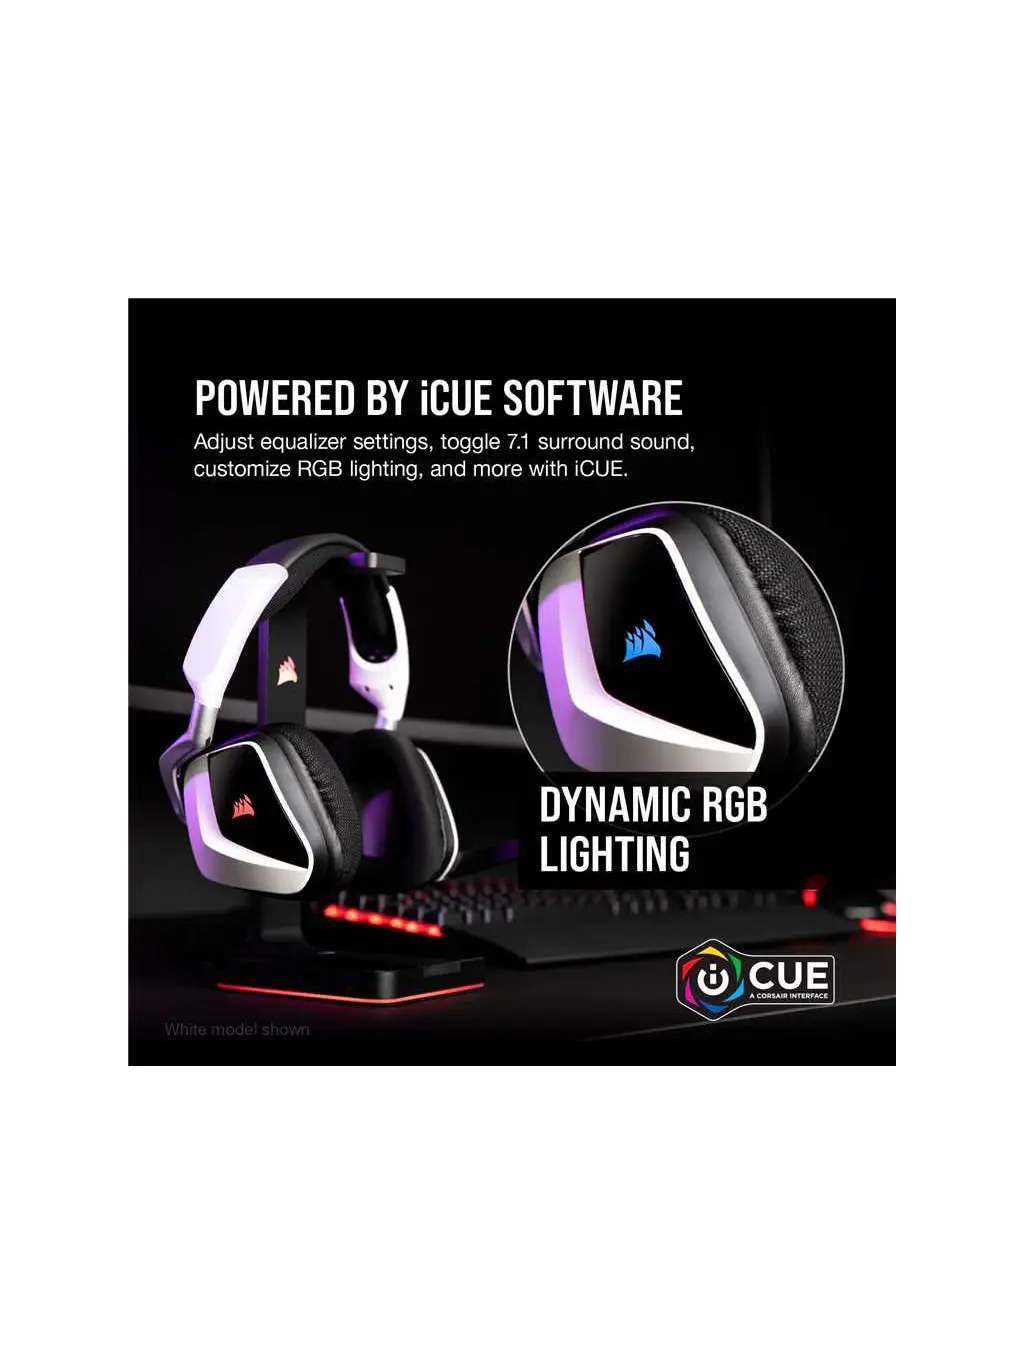 POWERED BY iCUE SOFTWARE
Adjust equalizer settings, toggle 7.1 surround sound,
customize RGB lighting, and more with iCUE.
DYNAMIC RGB
LIGHTING
i CUE
A CORSAIR INTERFACE
White model shown